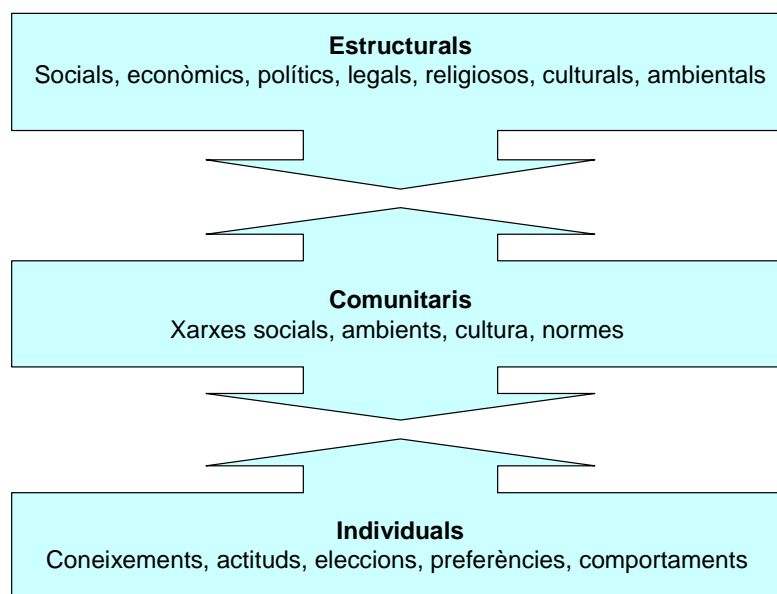 Estructurals
Socials, econòmics, polítics, legals, religiosos, culturals, ambientals
Comunitaris
Xarxes socials, ambients, cultura, normes
Individuals
Coneixements, actituds, eleccions, preferències, comportaments